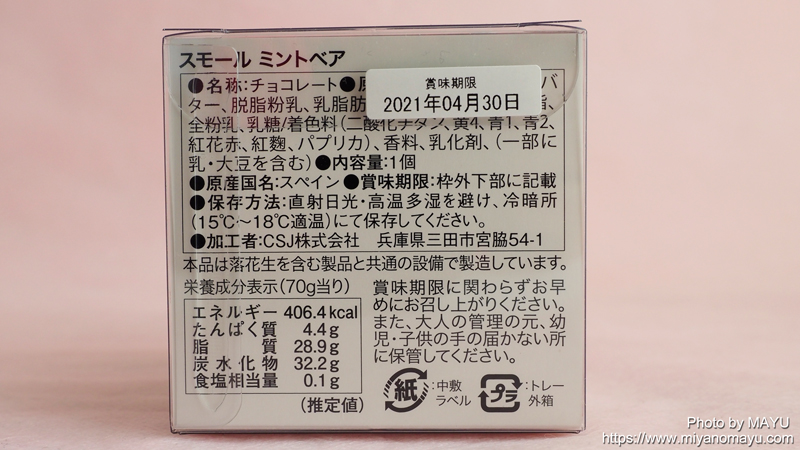 スモール ミントベア
●名称:チョコレート●原
バ
賞味期限
2021年04月30日
ター、脱脂粉乳、乳脂肪
全粉乳、乳糖/着色料(二酸化チタン、黄4、青1、青2、
紅花赤、紅麴、パプリカ)、香料、乳化剤、(一部に
乳・大豆を含む)●内容量:1個
●原産国名:スペイン●賞味期限:枠外下部に記載
●保存方法:直射日光・高温多湿を避け、冷暗所
(15℃~18℃適温)にて保存してください。
●加工者:CSJ株式会社 兵庫県三田市宮脇54-1
本品は落花生を含む製品と共通の設備で製造しています。
栄養成分表示(70g当り)
エネルギー 406.4kcal
たんぱく質 4.4g
脂質 28.9g
炭水化物 32.2g
食塩相当量 0.1g
(推定値)
賞味期限に関わらずお早
めにお召し上がりください。
また、大人の管理の元、幼
児・子供の手の届かない所
に保管してください。
紙 :中敷
ラベル
プラ :トレー
外箱
Photo by MAYU
https://www.miyanomayu.com/